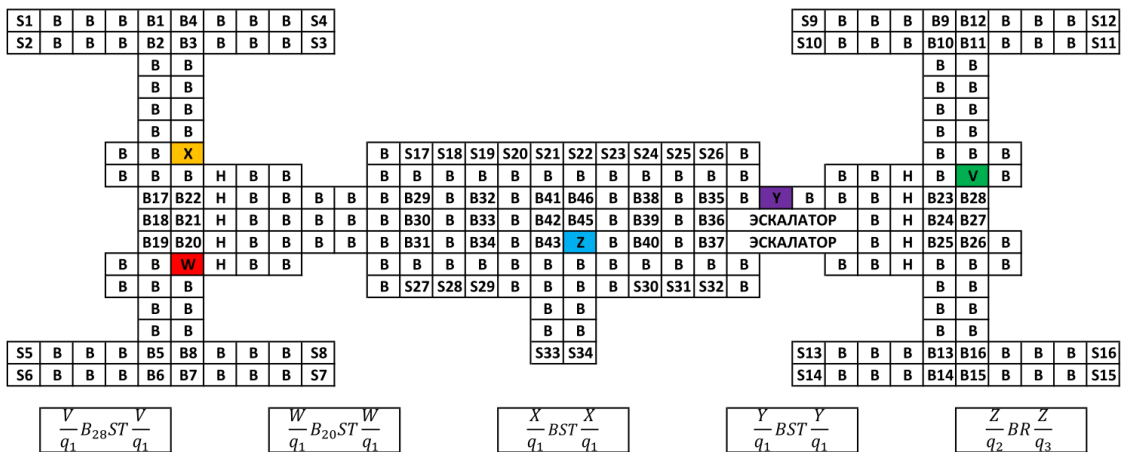 S1 B B B B1 B4 B B B S4 S9 B B B B9 B12 B B B S12
S2 B B B B2 B3 B B B S3 S10 B B B B10 B11 B B B S11
B B B B
B B B B
B B B B
B B B B
B B X B S17 S18 S19 S20 S21 S22 S23 S24 S25 S26 B B B B
B B B H B B B B B B B B B B B B B B B B H B V B
B17 B22 H B B B B B B29 B B32 B B41 B46 B B38 B B35 B Y B B B H B23 B28
B18 B21 H B B B B B B30 B B33 B B42 B45 B B39 B B36 ЭСКАЛАТОР B H B24 B27
B19 B20 H B B B B B B31 B B34 B B43 Z B B40 B B37 ЭСКАЛАТОР B H B25 B26 B
B B W H B B B B B B B B B B B B B B B B H B B B
B B B B S27 S28 S29 B B B B S30 S31 S32 B B B
B B B B B B
B B B B B B
S5 B B B B5 B8 B B B S8 S33 S34 S13 B B B B13 B16 B B B S16
S6 B B B B6 B7 B B B S7 S14 B B B B14 B15 B B B S15
V/q₁ B₂₈ST V/q₁ W/q₁ B₂₀ST W/q₁ X/q₁ BST X/q₁ Y/q₁ BST Y/q₁ Z/q₂ BR Z/q₃